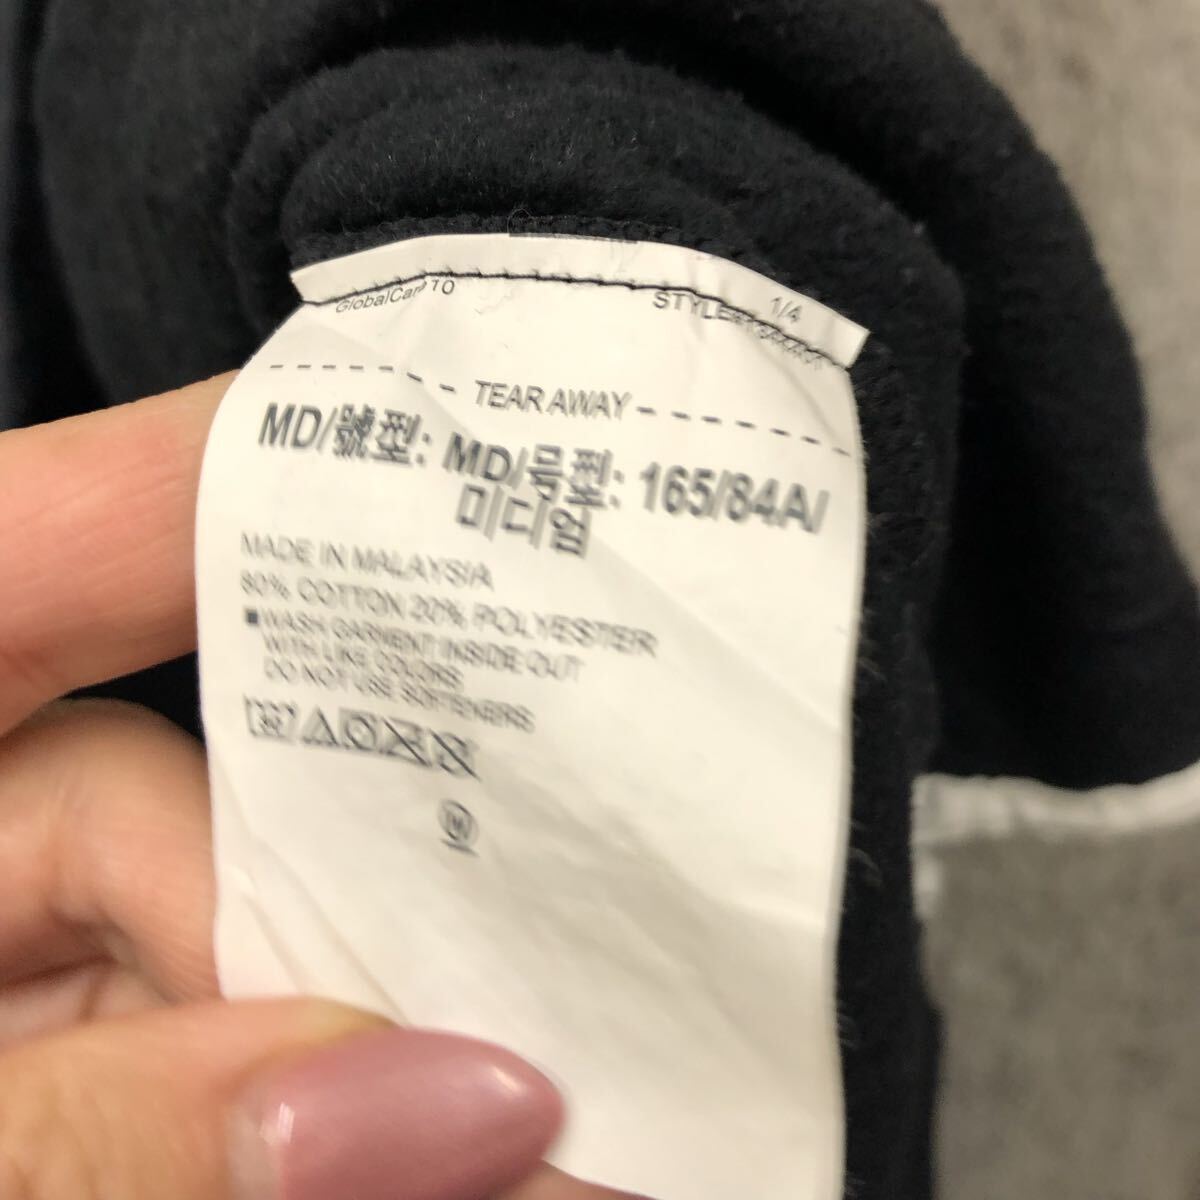 GlobalCare 10
STYLE# 1/4
TEAR AWAY
MD/號型: MD/号型: 165/84A/
미/디/엄
MADE IN MALAYSIA
80% COTTON 20% POLYESTER
■WASH GARMENT INSIDE OUT
WITH LIKE COLORS
DO NOT USE SOFTENERS
W